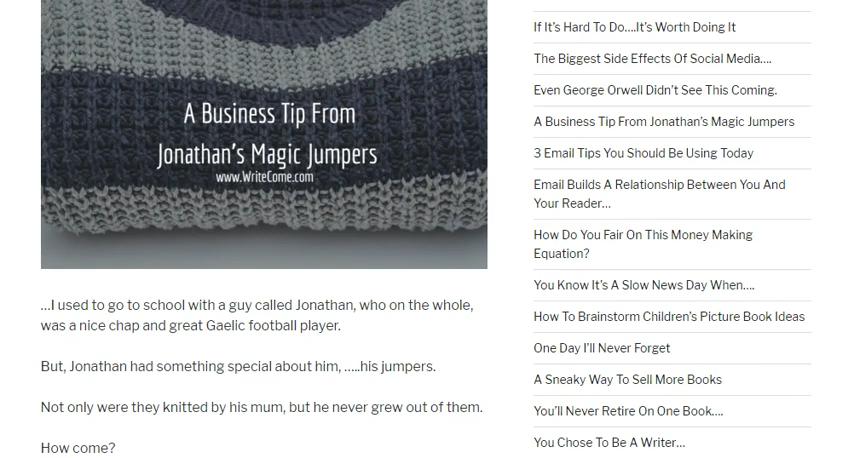 A Business Tip From
Jonathan's Magic Jumpers
www.WriteCome.com
…I used to go to school with a guy called Jonathan, who on the whole,
was a nice chap and great Gaelic football player.
But, Jonathan had something special about him, …..his jumpers.
Not only were they knitted by his mum, but he never grew out of them.
How come?
If It's Hard To Do….It's Worth Doing It
The Biggest Side Effects Of Social Media….
Even George Orwell Didn't See This Coming.
A Business Tip From Jonathan's Magic Jumpers
3 Email Tips You Should Be Using Today
Email Builds A Relationship Between You And
Your Reader…
How Do You Fair On This Money Making
Equation?
You Know It's A Slow News Day When….
How To Brainstorm Children's Picture Book Ideas
One Day I'll Never Forget
A Sneaky Way To Sell More Books
You'll Never Retire On One Book….
You Chose To Be A Writer…